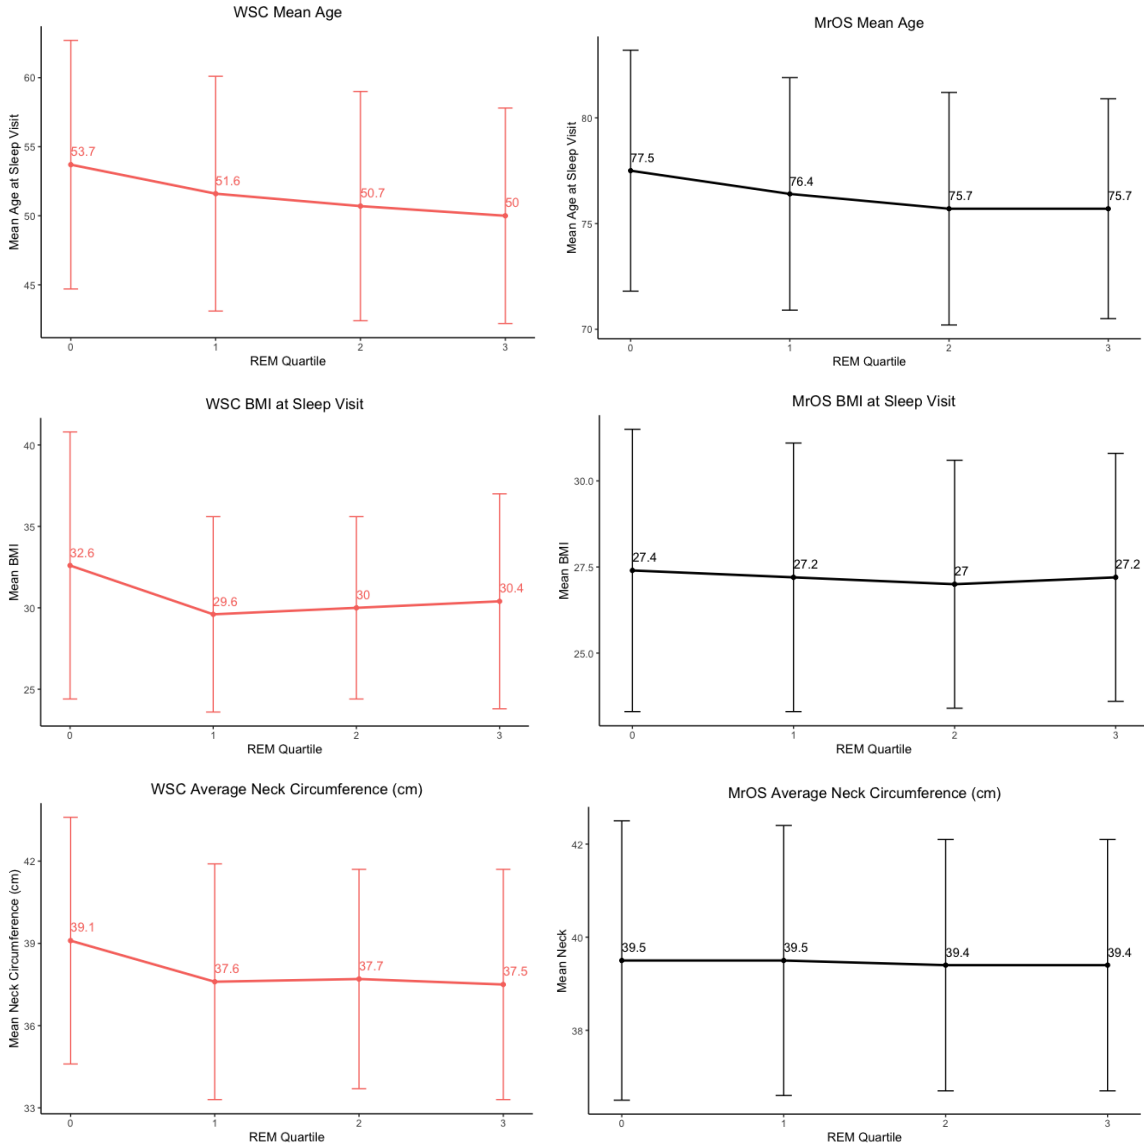 WSC Mean Age
Mean Age at Sleep Visit
60
55
50
45
53.7
51.6
50.7
50
0 1 2 3
REM Quartile
MrOS Mean Age
Mean Age at Sleep Visit
80
75
70
77.5
76.4
75.7
75.7
0 1 2 3
REM Quartile
WSC BMI at Sleep Visit
Mean BMI
40
35
30
25
32.6
29.6
30
30.4
0 1 2 3
REM Quartile
MrOS BMI at Sleep Visit
Mean BMI
30.0
27.5
25.0
27.4
27.2
27
27.2
0 1 2 3
REM Quartile
WSC Average Neck Circumference (cm)
Mean Neck Circumference (cm)
42
39
36
33
39.1
37.6
37.7
37.5
0 1 2 3
REM Quartile
MrOS Average Neck Circumference (cm)
Mean Neck
42
40
38
39.5
39.5
39.4
39.4
0 1 2 3
REM Quartile